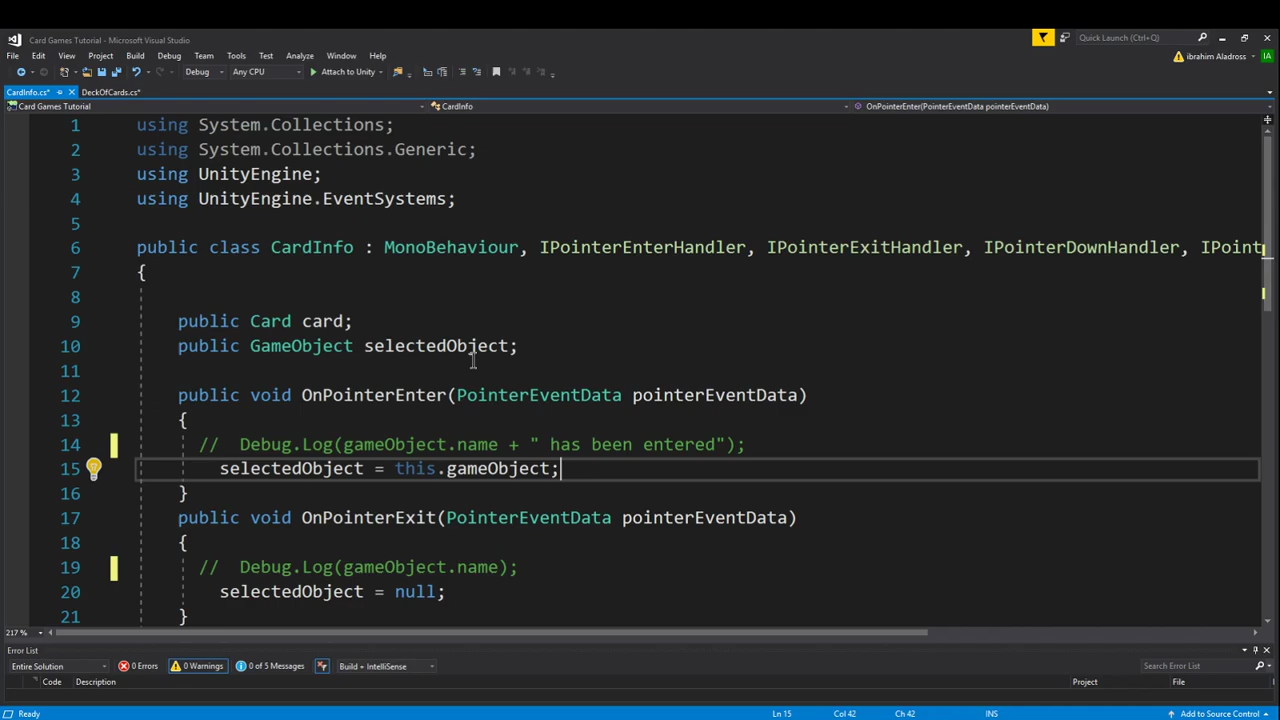 Card Games Tutorial - Microsoft Visual Studio
Quick Launch (Ctrl+Q)
File Edit View Project Build Debug Team Tools Test Analyze Window Help
ibrahim Aladross
IA
Debug Any CPU Attach to Unity
CardInfo.cs* DeckOfCards.cs*
Card Games Tutorial CardInfo OnPointerEnter(PointerEventData pointerEventData)
1 using System.Collections;
2 using System.Collections.Generic;
3 using UnityEngine;
4 using UnityEngine.EventSystems;
5
6 public class CardInfo : MonoBehaviour, IPointerEnterHandler, IPointerExitHandler, IPointerDownHandler, IPoint
7 {
8
9 public Card card;
10 public GameObject selectedObject;
11
12 public void OnPointerEnter(PointerEventData pointerEventData)
13 {
14 // Debug.Log(gameObject.name + " has been entered");
15 selectedObject = this.gameObject;
16 }
17 public void OnPointerExit(PointerEventData pointerEventData)
18 {
19 // Debug.Log(gameObject.name);
20 selectedObject = null;
21 }
217 %
Error List
Entire Solution 0 Errors 0 Warnings 0 of 5 Messages Build + IntelliSense Search Error List
Code Description Project File
Ready Ln 15 Col 42 Ch 42 INS Add to Source Control